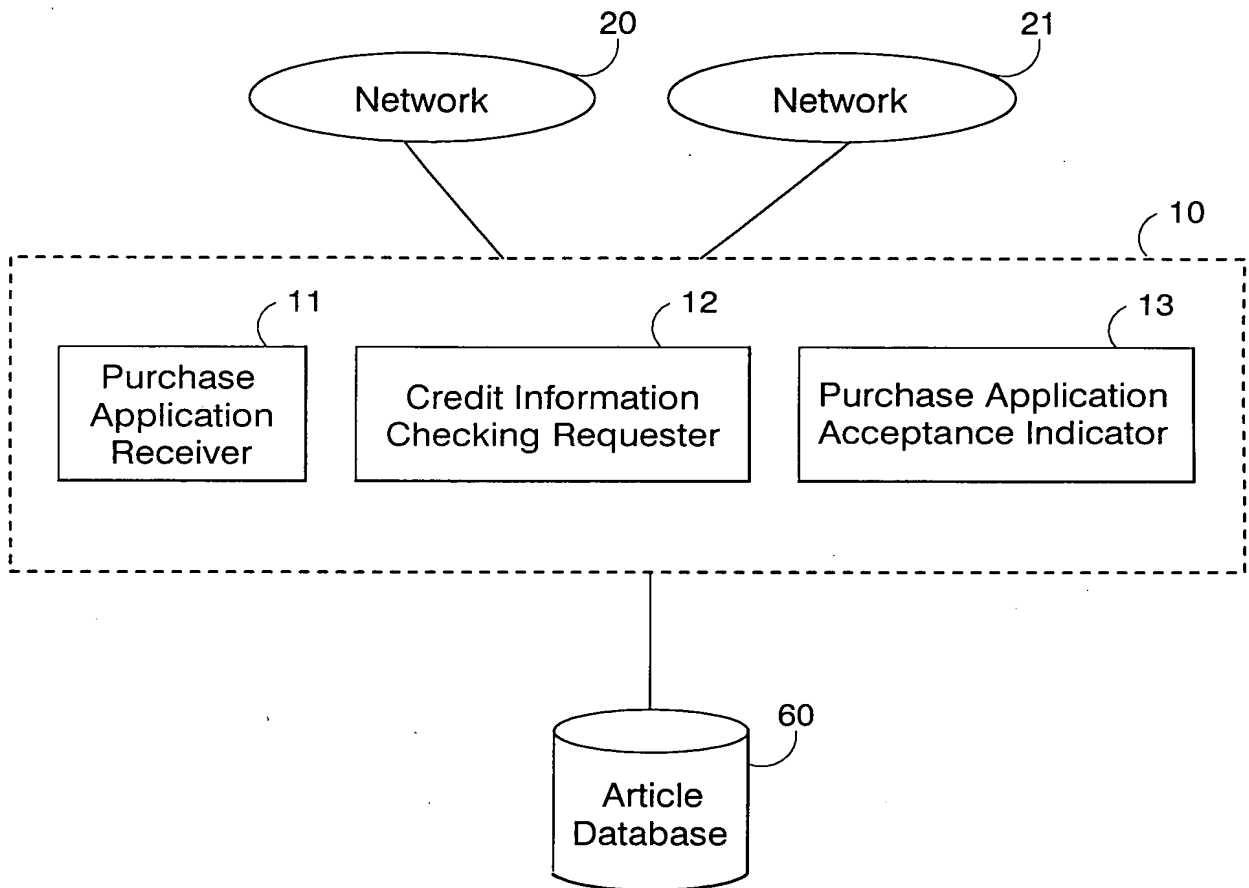 20
21
Network
Network
10
11
12
13
Purchase
Application
Receiver
Credit Information
Checking Requester
Purchase Application
Acceptance Indicator
60
Article
Database